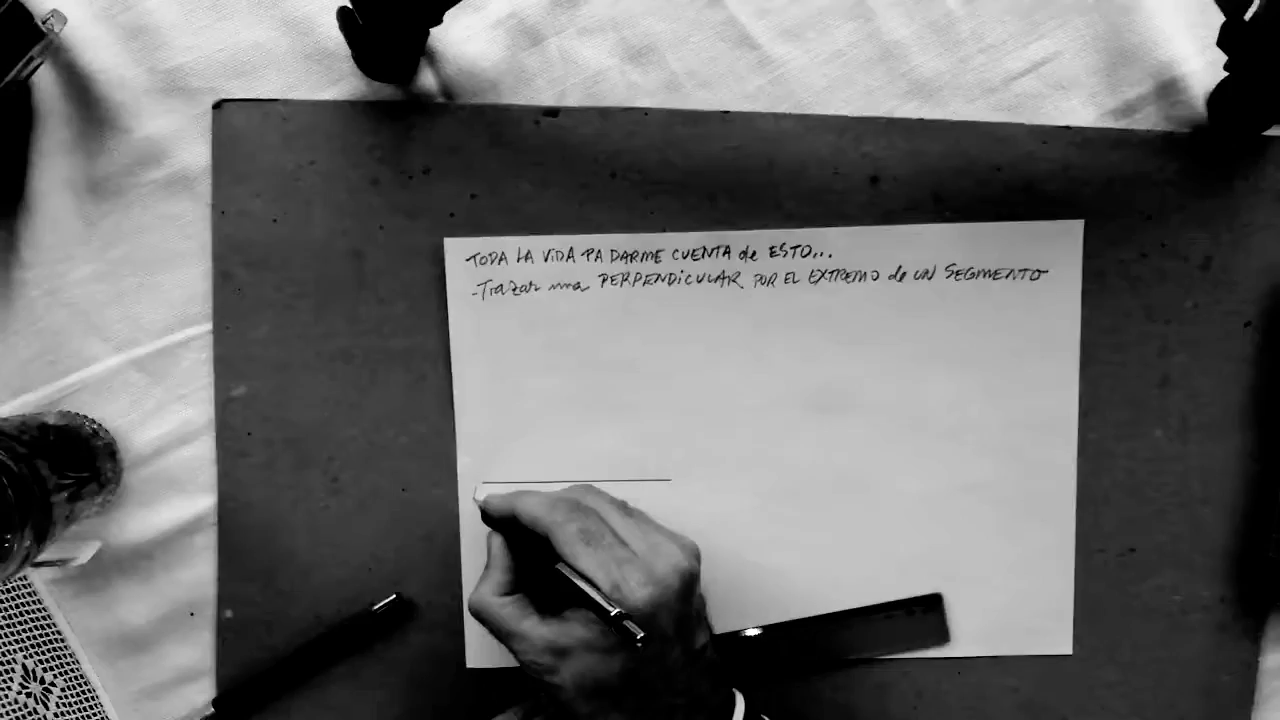 TODA LA ViDA PA DARME CUENTA de ESTO...
-Trazar una PERPENDiCULAR POR EL EXTREMO de UN SEGMENTO